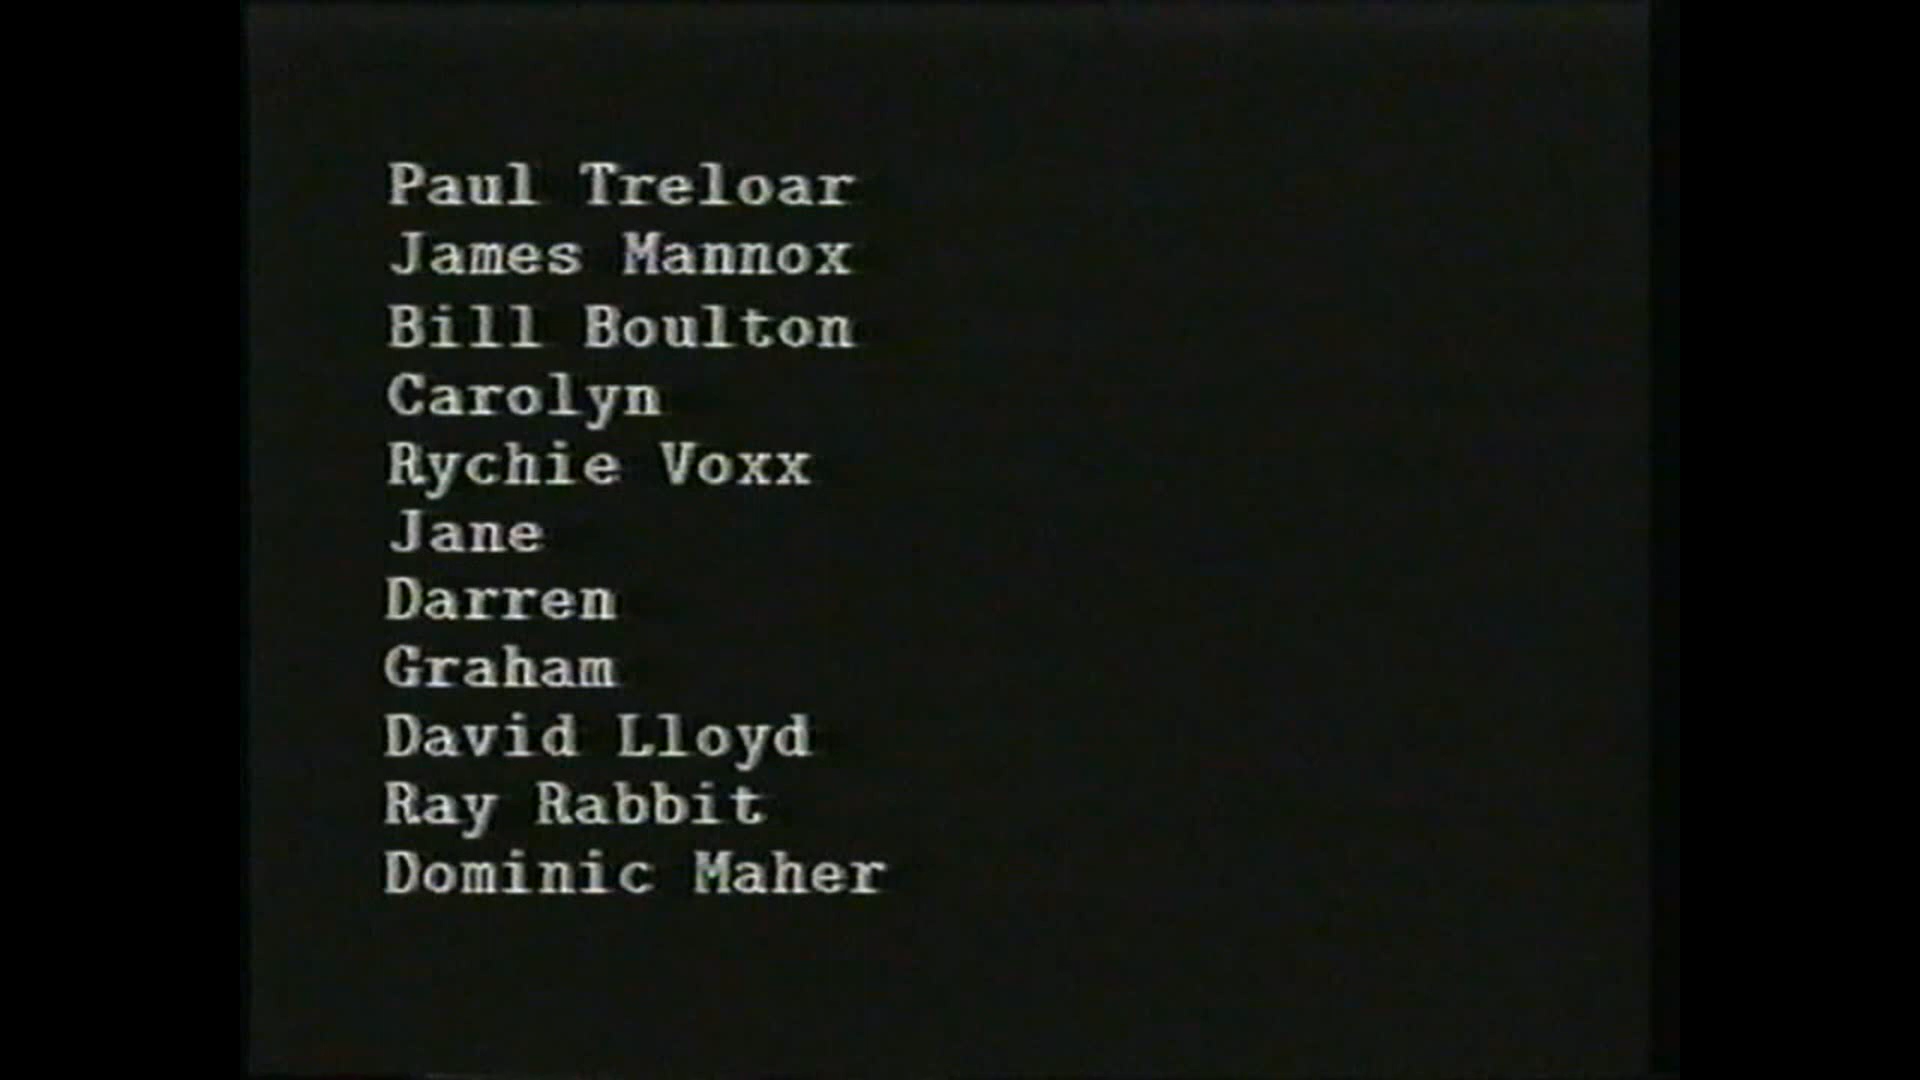 Paul Treloar
James Mannox
Bill Boulton
Carolyn
Rychie Voxx
Jane
Darren
Graham
David Lloyd
Ray Rabbit
Dominic Maher